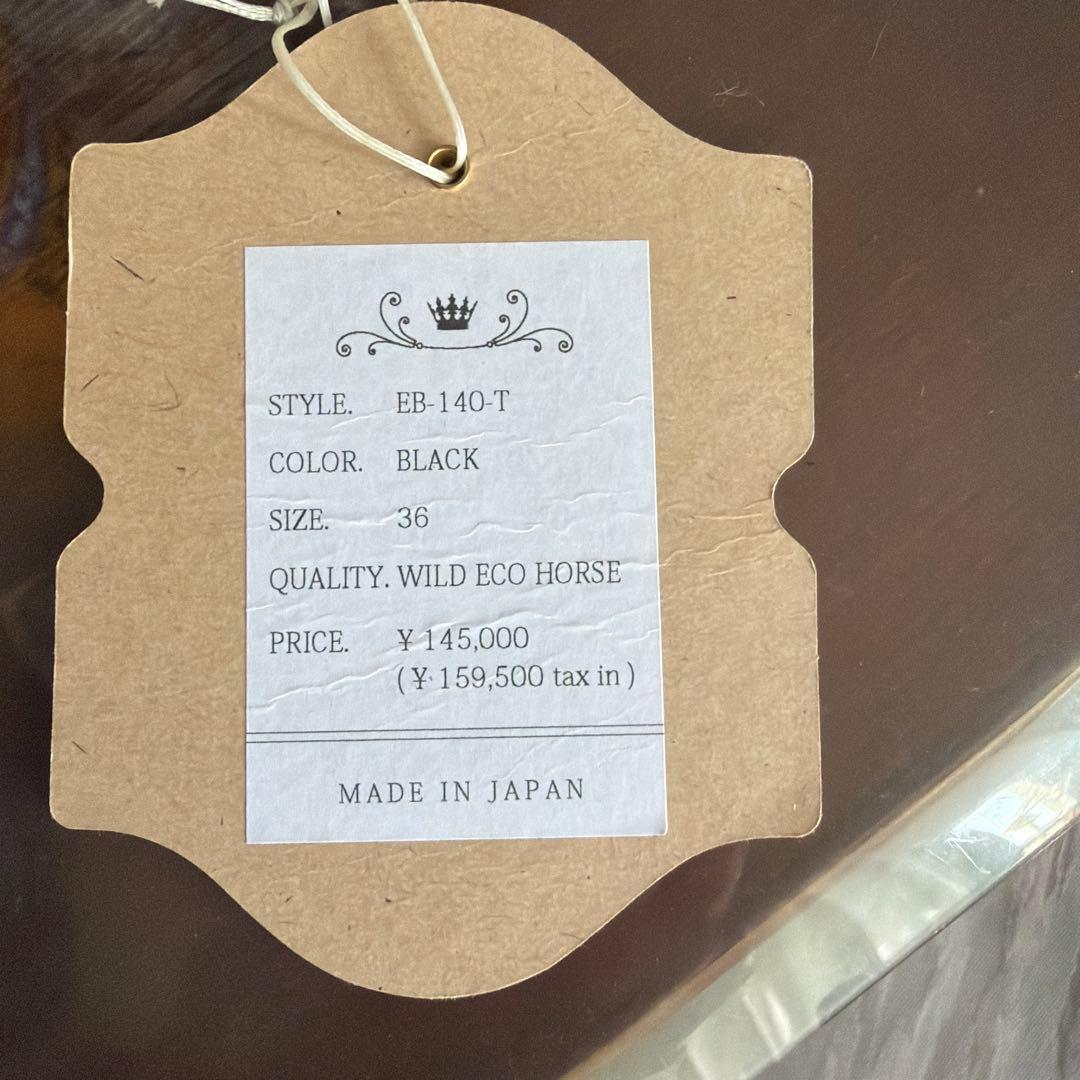 STYLE. EB-140-T
COLOR. BLACK
SIZE. 36
QUALITY. WILD ECO HORSE
PRICE. ¥ 145,000
(¥ 159,500 tax in)
MADE IN JAPAN